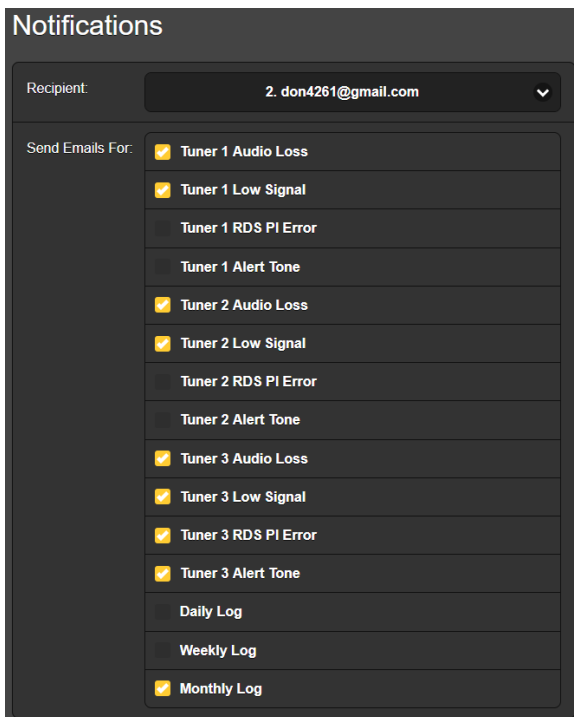 Notifications
Recipient:
2. don4261@gmail.com
Send Emails For:
Tuner 1 Audio Loss
Tuner 1 Low Signal
Tuner 1 RDS PI Error
Tuner 1 Alert Tone
Tuner 2 Audio Loss
Tuner 2 Low Signal
Tuner 2 RDS PI Error
Tuner 2 Alert Tone
Tuner 3 Audio Loss
Tuner 3 Low Signal
Tuner 3 RDS PI Error
Tuner 3 Alert Tone
Daily Log
Weekly Log
Monthly Log